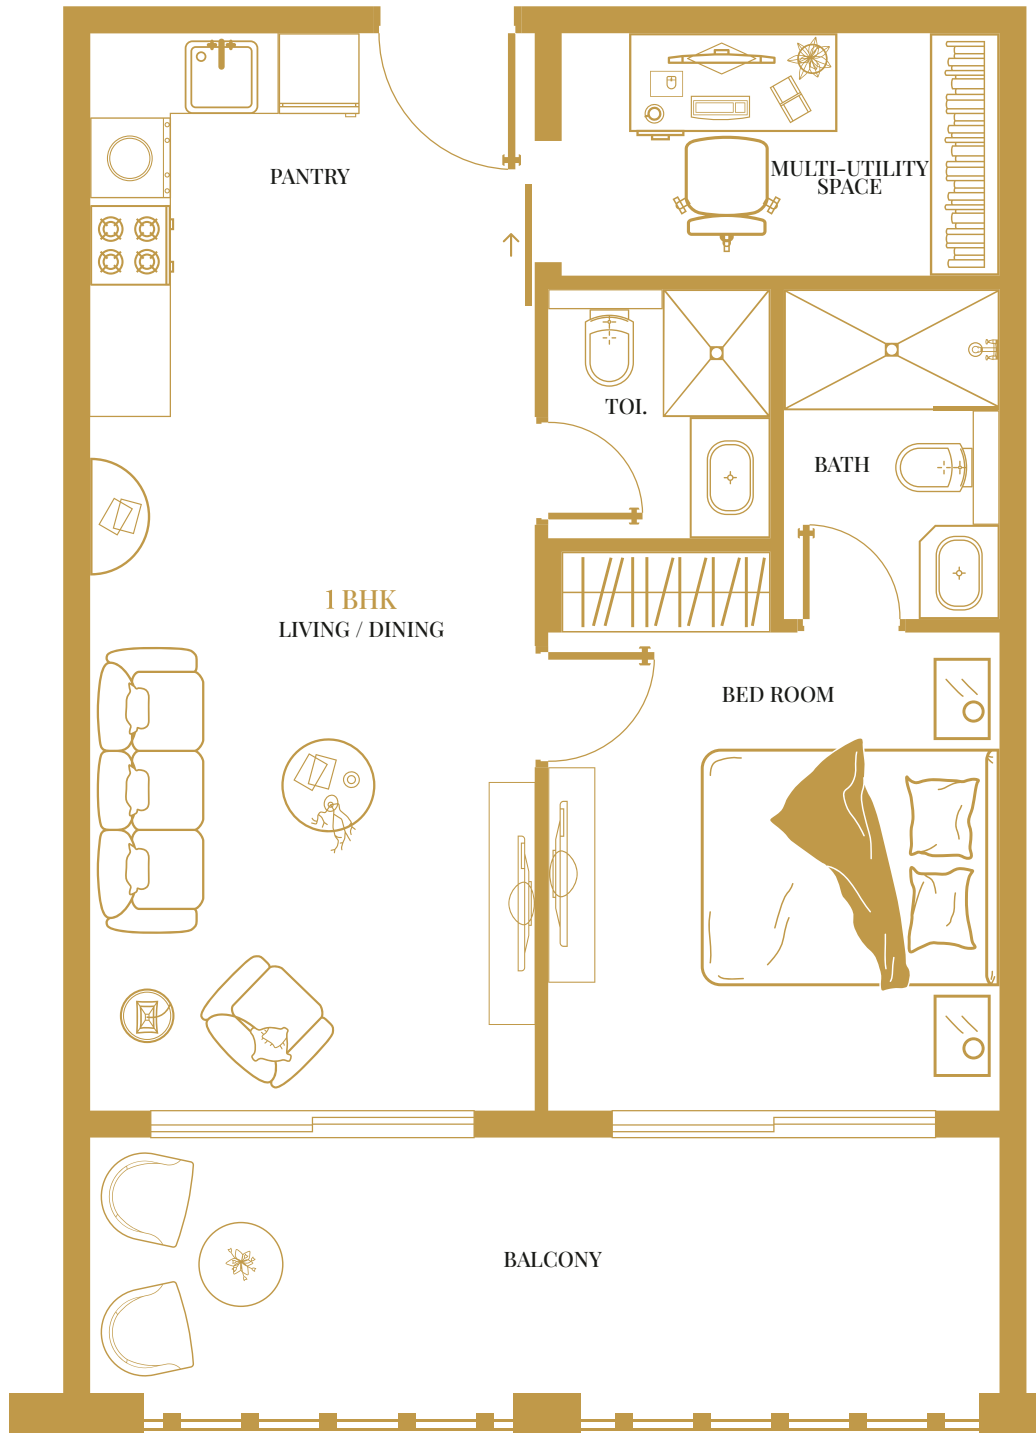 PANTRY
MULTI-UTILITY
SPACE
TOI.
BATH
1 BHK
LIVING / DINING
BED ROOM
BALCONY